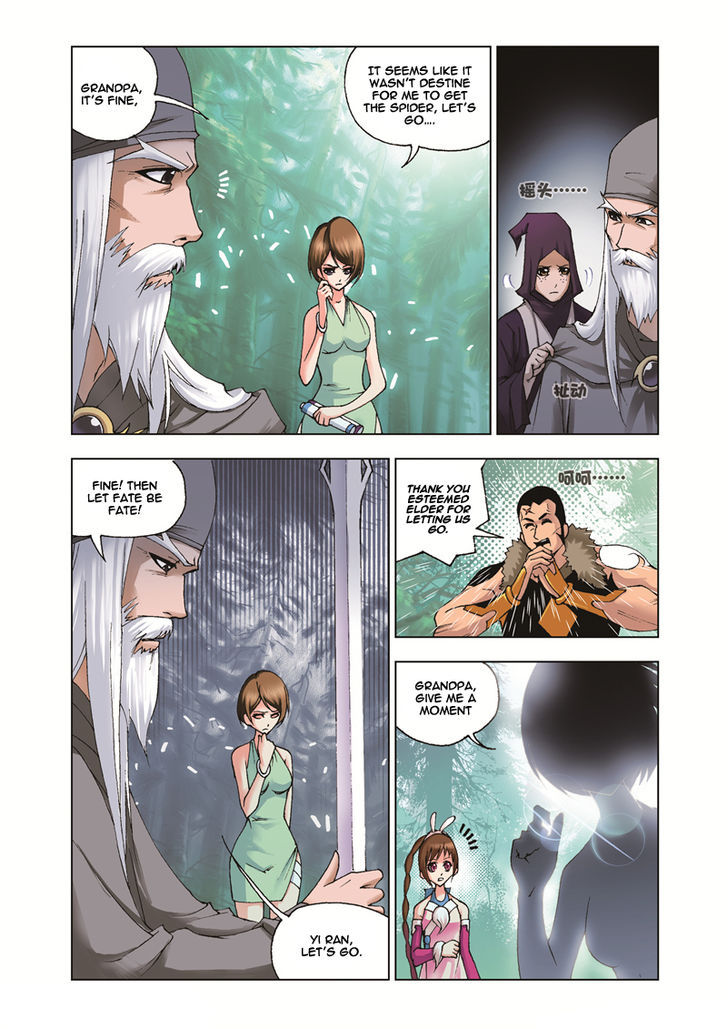 GRANDPA,
IT'S FINE,
IT SEEMS LIKE IT
WASN'T DESTINE
FOR ME TO GET
THE SPIDER, LET'S
GO....
摇头……
扯动
FINE! THEN
LET FATE BE
FATE!
YI RAN,
LET'S GO.
呵呵……
THANK YOU
ESTEEMED
ELDER FOR
LETTING US
GO.
GRANDPA,
GIVE ME A
MOMENT